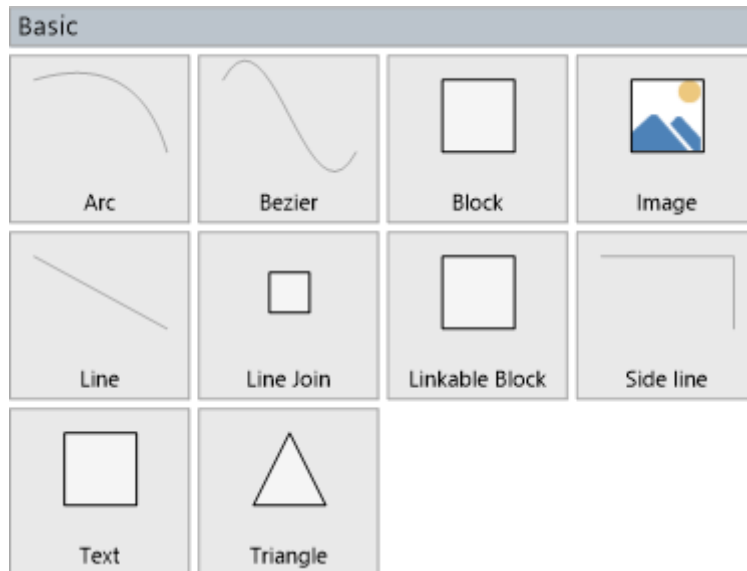 Basic
Arc
Bezier
Block
Image
Line
Line Join
Linkable Block
Side line
Text
Triangle